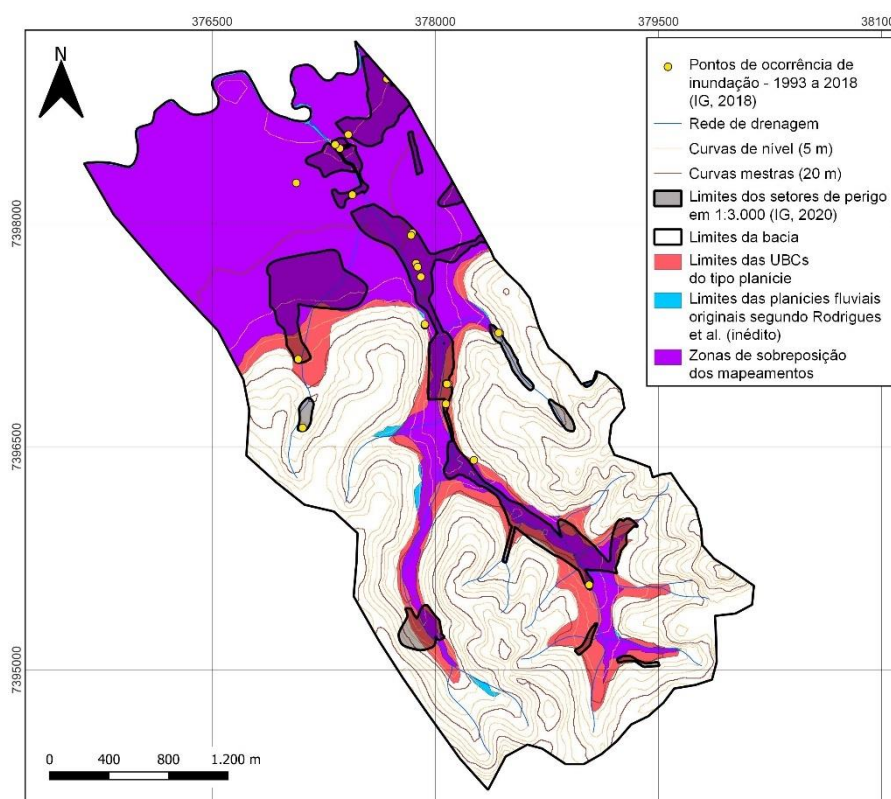 376500
378000
379500
38100
N
Pontos de ocorrência de
inundação - 1993 a 2018
(IG, 2018)
Rede de drenagem
Curvas de nível (5 m)
Curvas mestras (20 m)
Limites dos setores de perigo
em 1:3.000 (IG, 2020)
Limites da bacia
Limites das UBCs
do tipo planície
Limites das planícies fluviais
originais segundo Rodrigues
et al. (inédito)
Zonas de sobreposição
dos mapeamentos
7398000
7398000
7396500
7396500
7395000
7395000
0 400 800 1.200 m